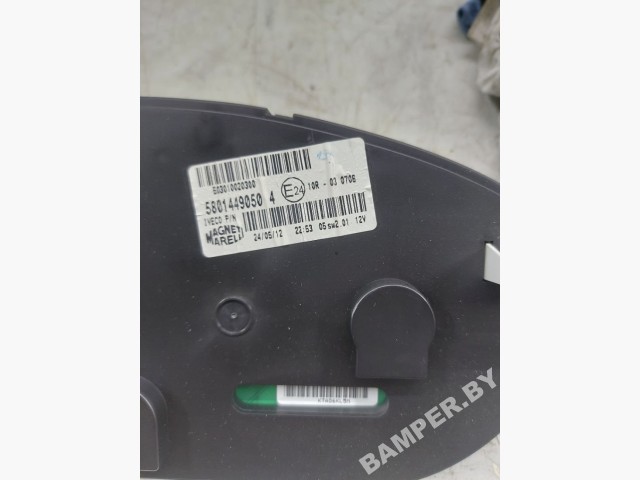 503010020300
5801449050 4
E24 10R - 03 0706
IVECO P/N
MAGNETI
MARELLI
24/05/12 22:53 05sw2.01 12V
BAMPER.BY